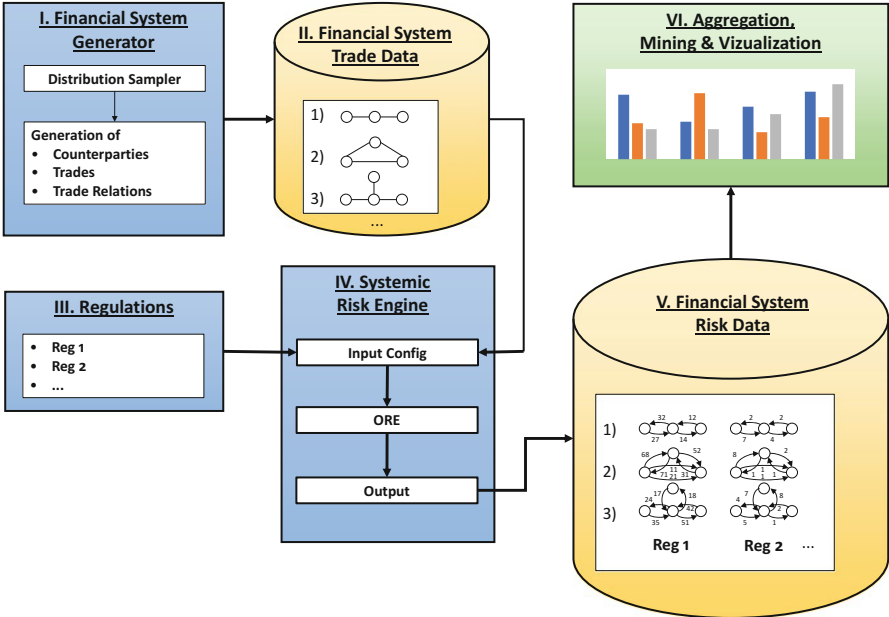 I. Financial System
Generator
Distribution Sampler
Generation of
• Counterparties
• Trades
• Trade Relations
II. Financial System
Trade Data
1)
2)
3)
...
III. Regulations
• Reg 1
• Reg 2
• ...
IV. Systemic
Risk Engine
Input Config
ORE
Output
V. Financial System
Risk Data
1)
32 12
27 14
2 2
7 4
2)
68 52
71 11 31
21
8 2
1 1 1
1
3)
17 18
24 42
35 51
7 8
4 2
5 1
Reg 1 Reg 2 ...
VI. Aggregation,
Mining & Vizualization